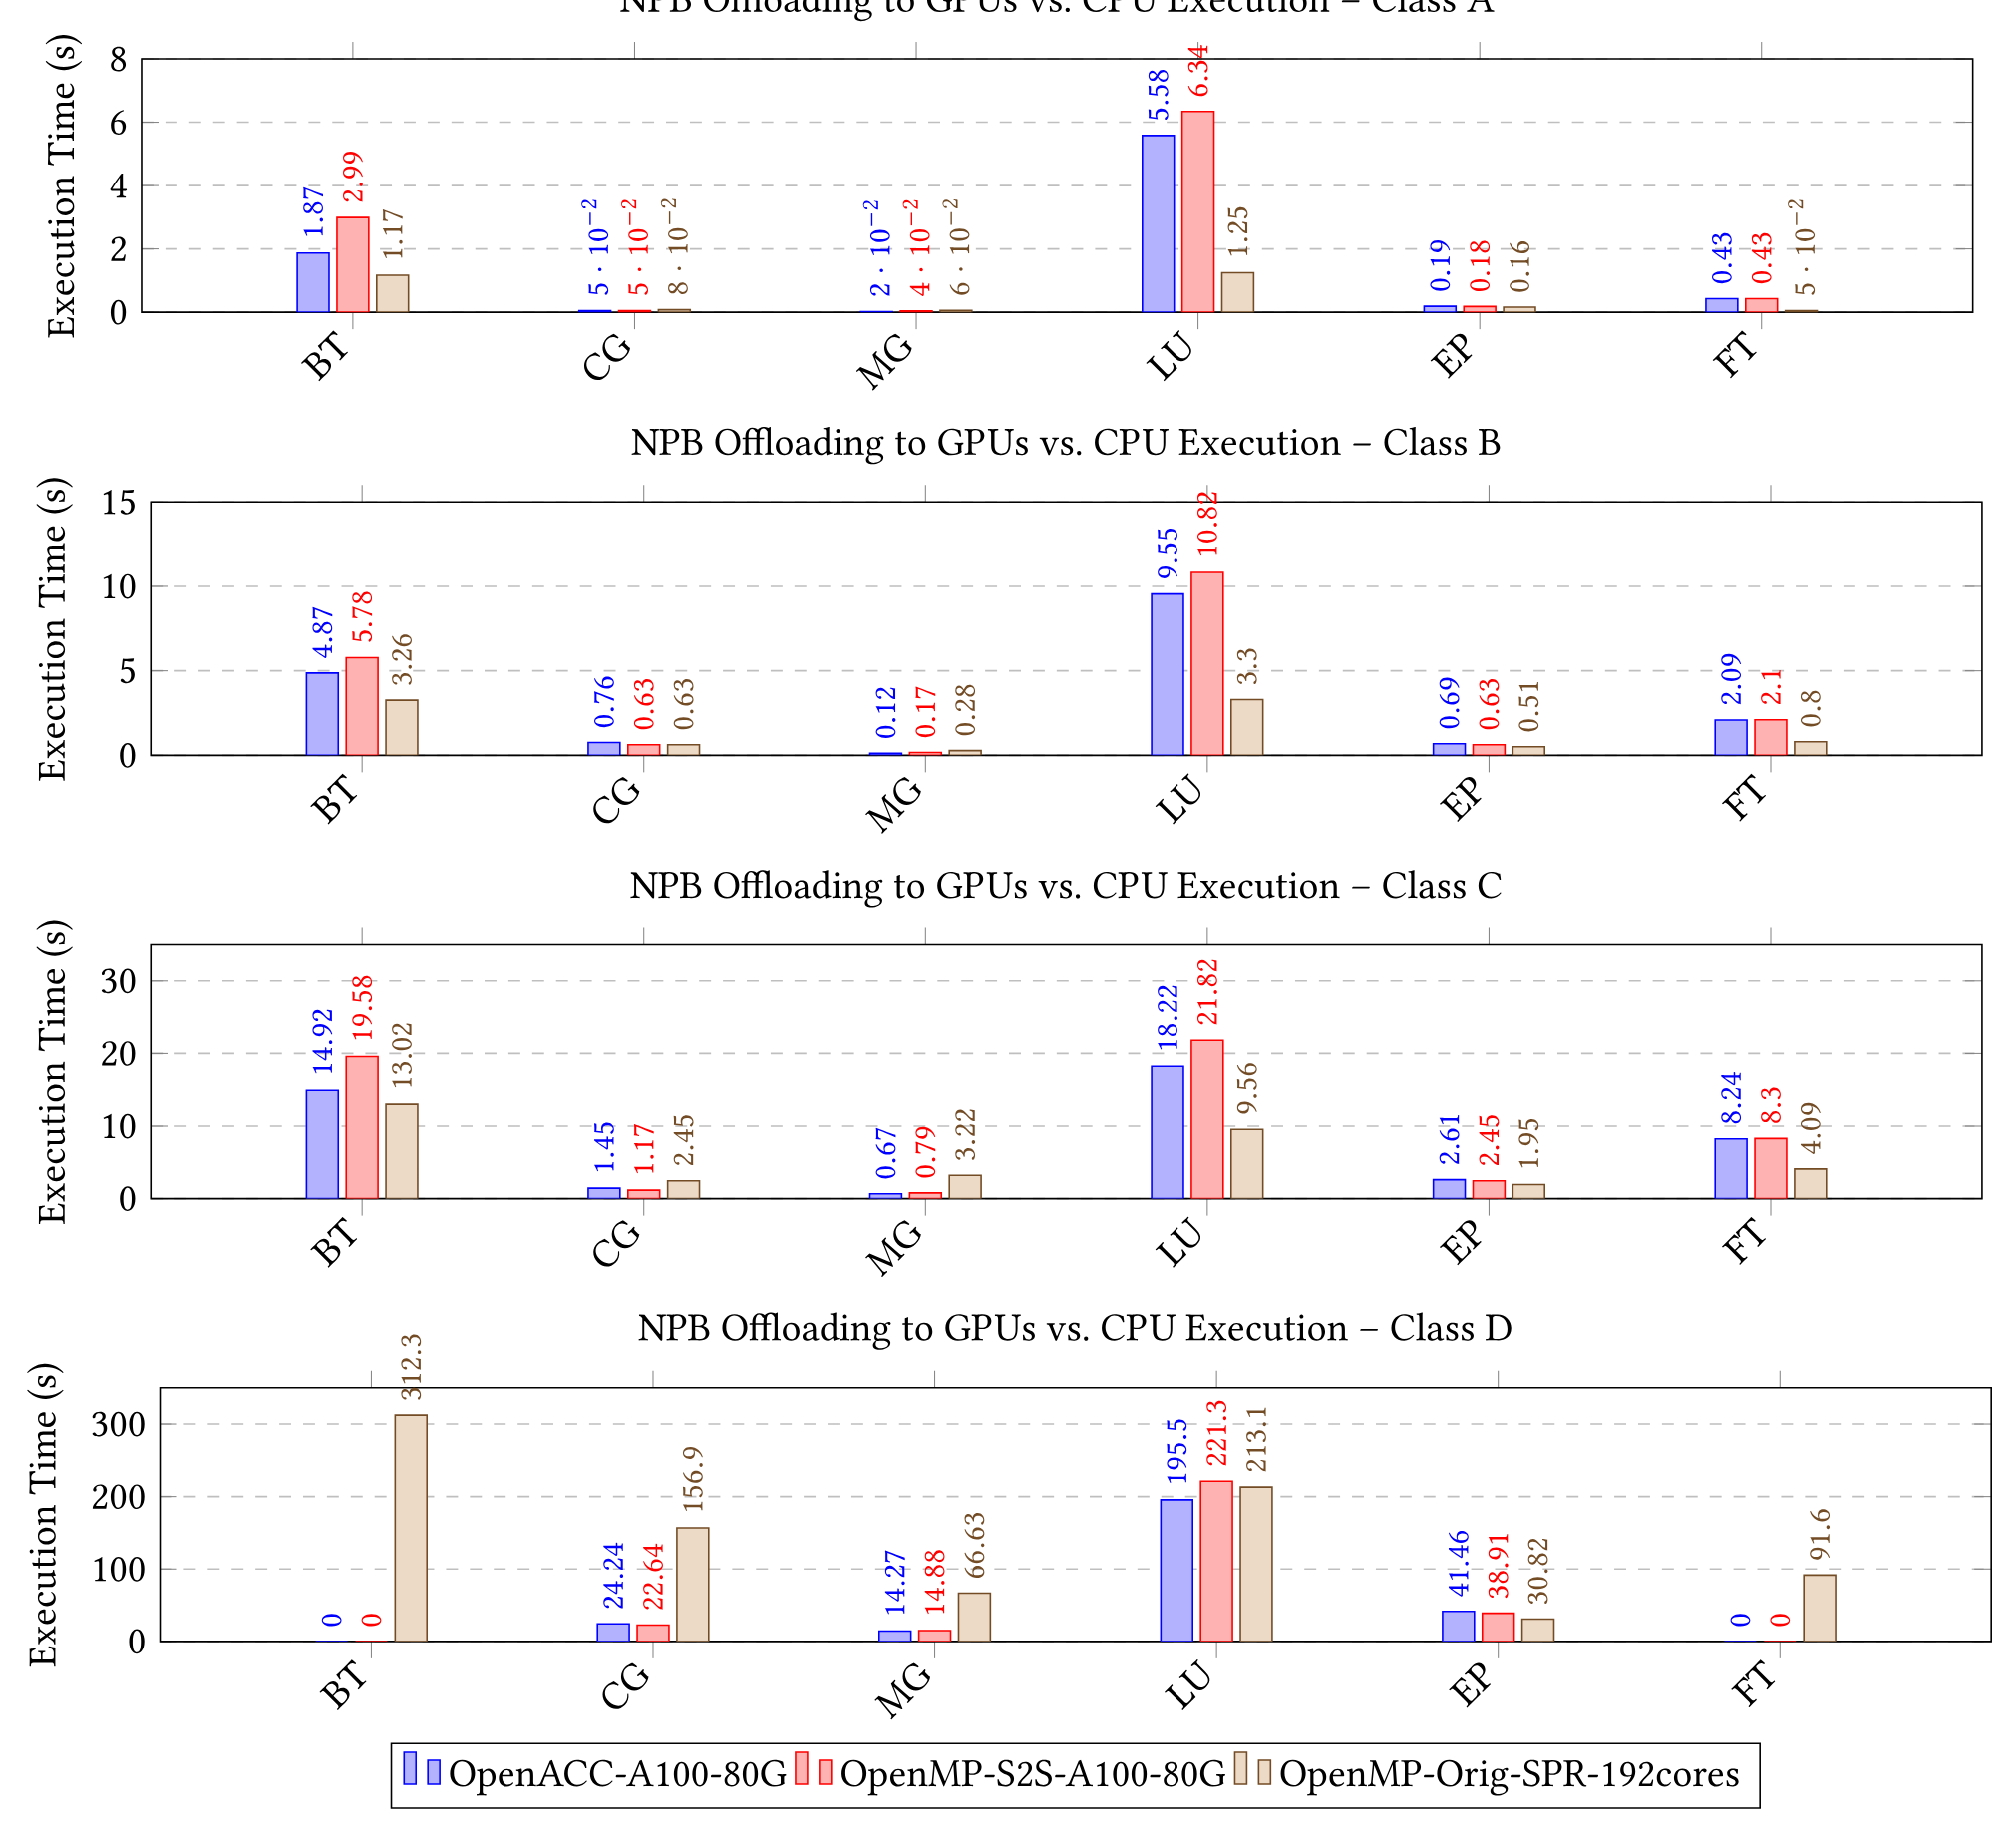 NPB Offloading to GPUs vs. CPU Execution – Class A
Execution Time (s)
8
6
4
2
0
1.87 2.99 1.17
5 · 10⁻² 5 · 10⁻² 8 · 10⁻²
2 · 10⁻² 4 · 10⁻² 6 · 10⁻²
5.58 6.34 1.25
0.19 0.18 0.16
0.43 0.43 5 · 10⁻²
BT CG MG LU EP FT
NPB Offloading to GPUs vs. CPU Execution – Class B
Execution Time (s)
15
10
5
0
4.87 5.78 3.26
0.76 0.63 0.63
0.12 0.17 0.28
9.55 10.82 3.3
0.69 0.63 0.51
2.09 2.1 0.8
BT CG MG LU EP FT
NPB Offloading to GPUs vs. CPU Execution – Class C
Execution Time (s)
30
20
10
0
14.92 19.58 13.02
1.45 1.17 2.45
0.67 0.79 3.22
18.22 21.82 9.56
2.61 2.45 1.95
8.24 8.3 4.09
BT CG MG LU EP FT
NPB Offloading to GPUs vs. CPU Execution – Class D
Execution Time (s)
300
200
100
0
0 0 312.3
24.24 22.64 156.9
14.27 14.88 66.63
195.5 221.3 213.1
41.46 38.91 30.82
0 0 91.6
BT CG MG LU EP FT
OpenACC-A100-80G OpenMP-S2S-A100-80G OpenMP-Orig-SPR-192cores